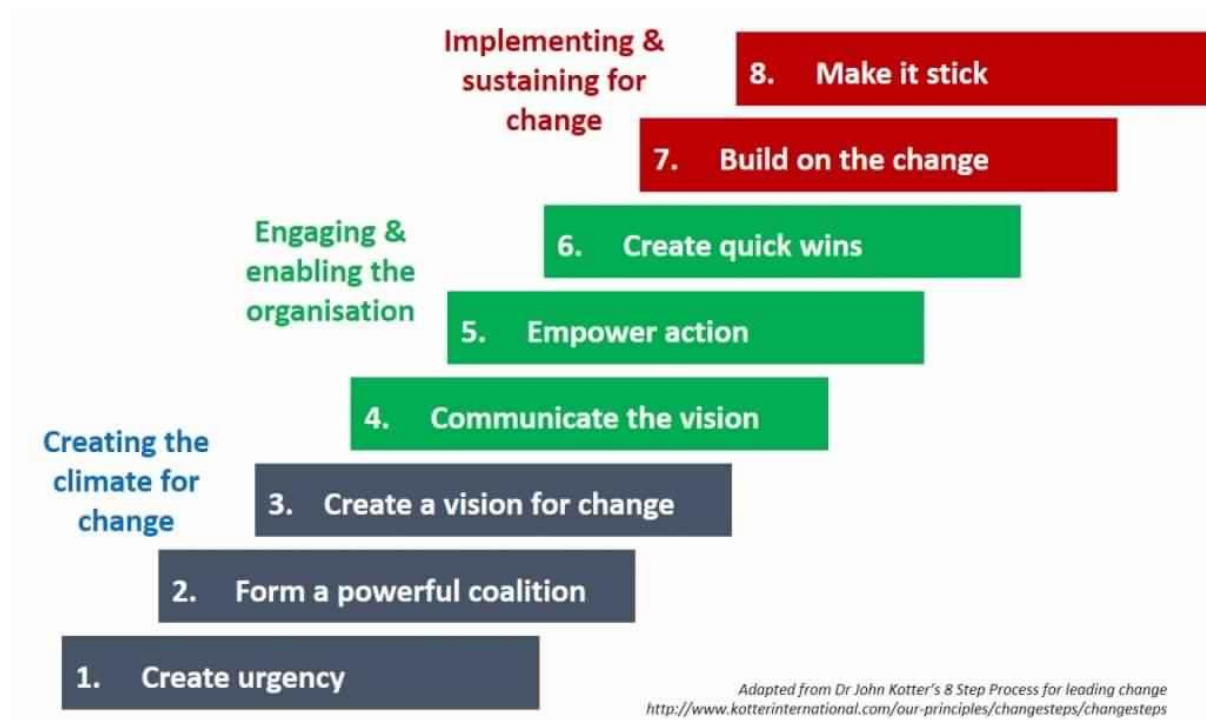 Implementing &
sustaining for
change
8. Make it stick
7. Build on the change
Engaging &
enabling the
organisation
6. Create quick wins
5. Empower action
4. Communicate the vision
Creating the
climate for
change
3. Create a vision for change
2. Form a powerful coalition
1. Create urgency
Adapted from Dr John Kotter's 8 Step Process for leading change
http://www.kotterinternational.com/our-principles/changesteps/changesteps